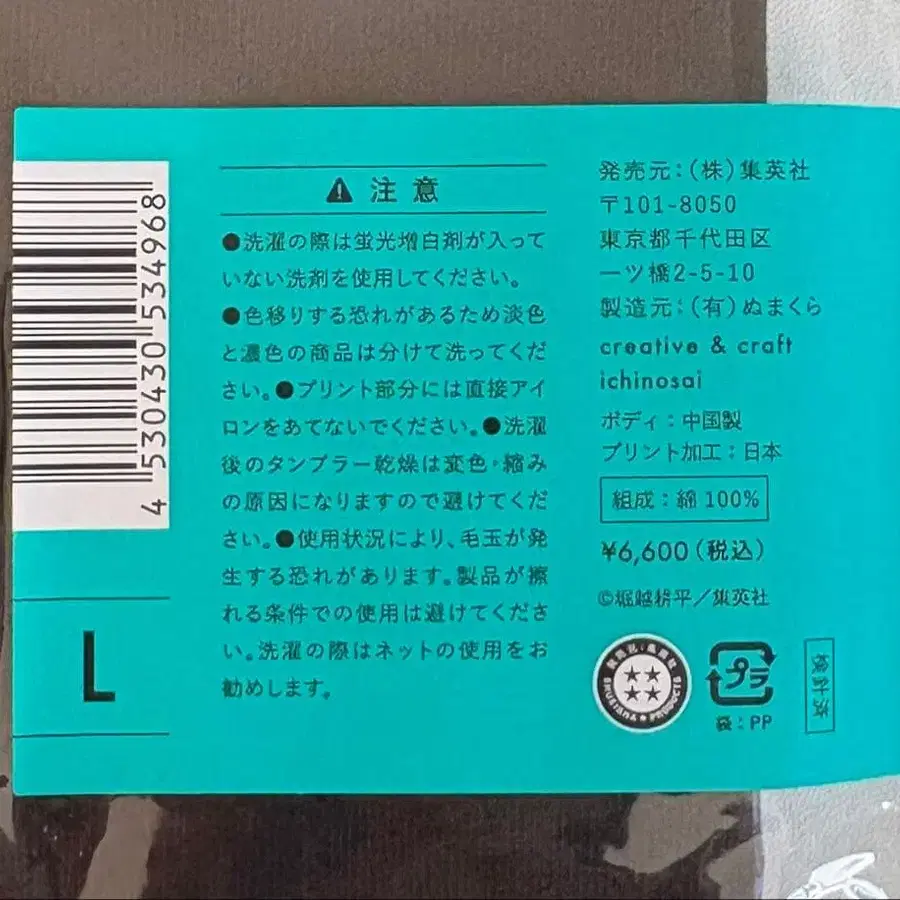 4 530430 534968
L
注意
●洗濯の際は蛍光増白剤が入って
いない洗剤を使用してください。
●色移りする恐れがあるため淡色
と濃色の商品は分けて洗ってくだ
さい。●プリント部分には直接アイ
ロンをあてないでください。●洗濯
後のタンブラー乾燥は変色・縮み
の原因になりますので避けてくだ
さい。●使用状況により、毛玉が発
生する恐れがあります。製品が擦
れる条件での使用は避けてくださ
い。洗濯の際はネットの使用をお
勧めします。
発売元：（株）集英社
〒101-8050
東京都千代田区
一ツ橋2-5-10
製造元：（有）ぬまくら
creative & craft
ichinosai
ボディ：中国製
プリント加工：日本
組成：綿 100%
¥6,600（税込）
©堀越耕平／集英社
製造元：集英社
SHUEISHA PRODUCTS
プラ
袋：PP
検針済